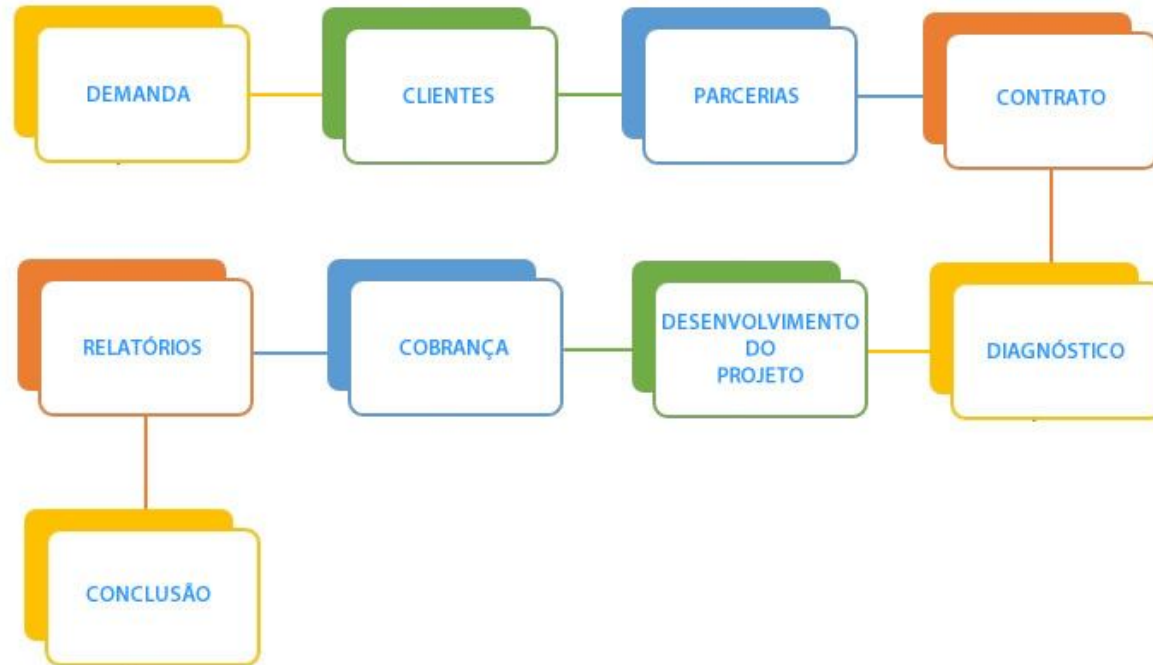 DEMANDA
CLIENTES
PARCERIAS
CONTRATO
RELATÓRIOS
COBRANÇA
DESENVOLVIMENTO
DO
PROJETO
DIAGNÓSTICO
CONCLUSÃO